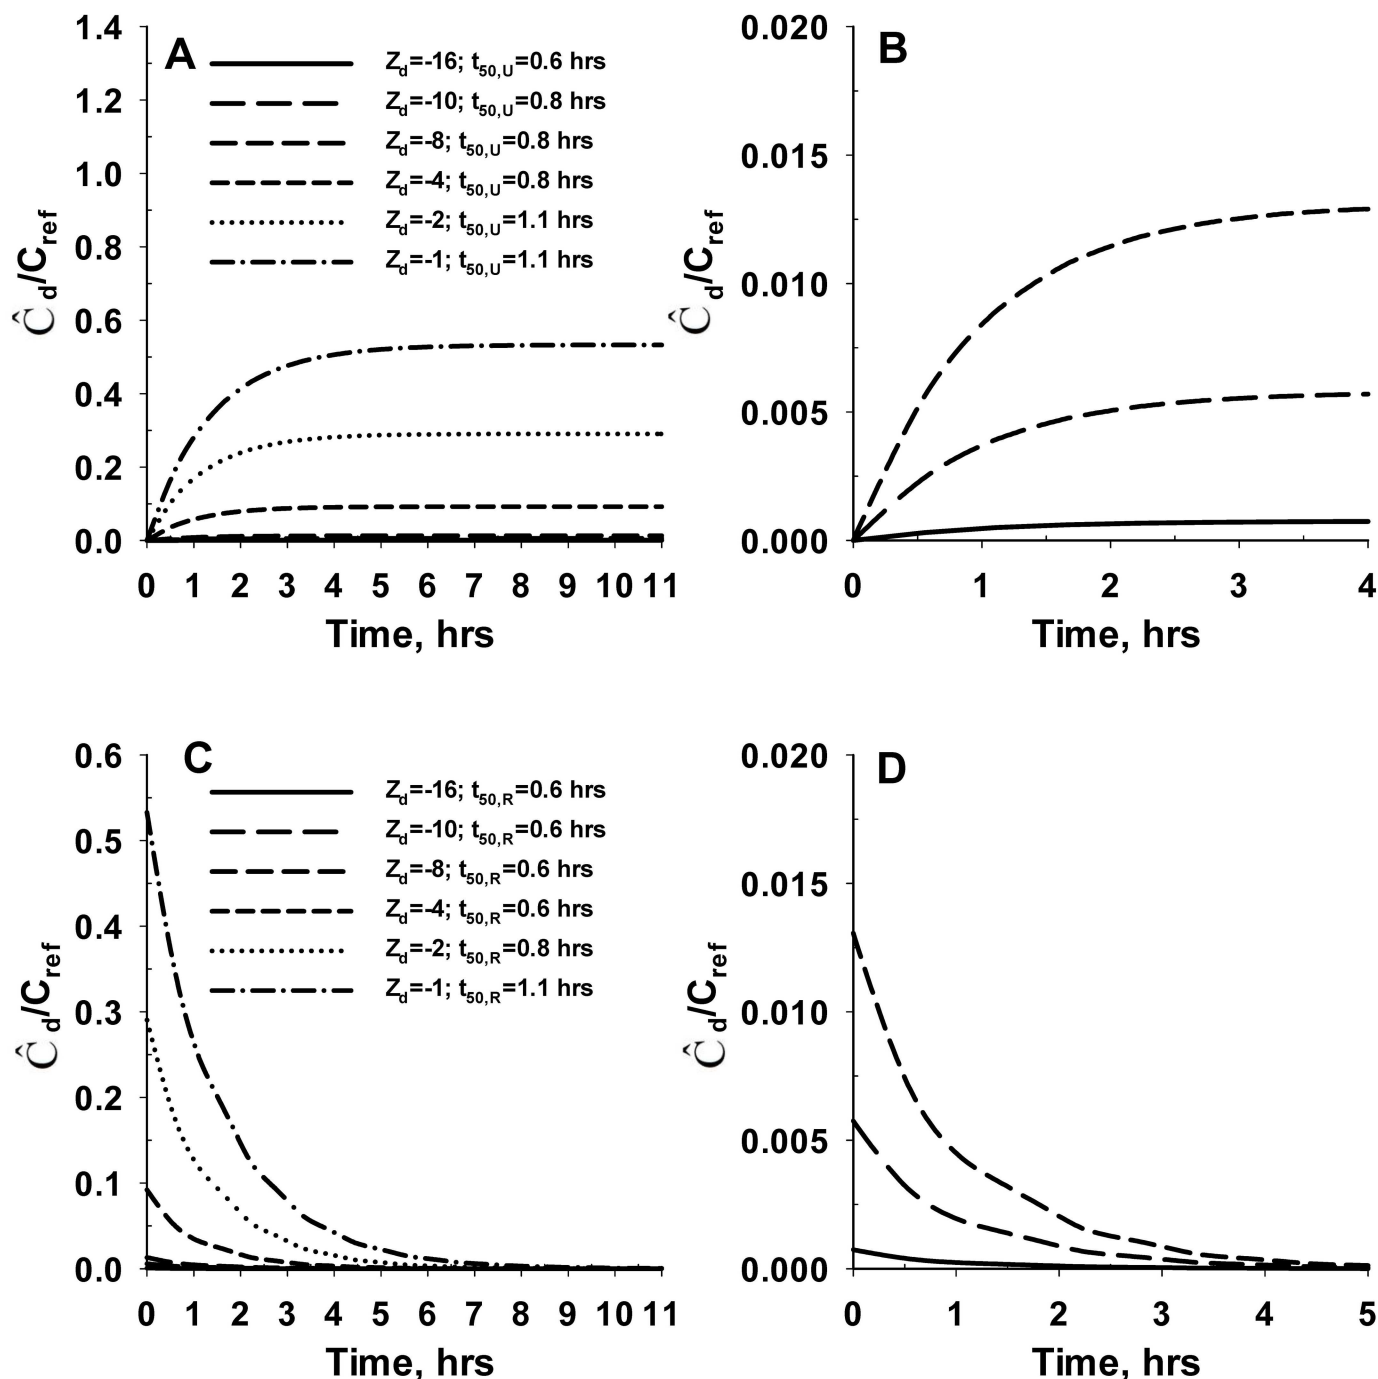 A
Z_d=-16; t_50,U=0.6 hrs
Z_d=-10; t_50,U=0.8 hrs
Z_d=-8; t_50,U=0.8 hrs
Z_d=-4; t_50,U=0.8 hrs
Z_d=-2; t_50,U=1.1 hrs
Z_d=-1; t_50,U=1.1 hrs
1.4
1.2
1.0
0.8
0.6
0.4
0.2
0.0
Ĉ_d/C_ref
0 1 2 3 4 5 6 7 8 9 10 11
Time, hrs
B
0.020
0.015
0.010
0.005
0.000
Ĉ_d/C_ref
0 1 2 3 4
Time, hrs
C
Z_d=-16; t_50,R=0.6 hrs
Z_d=-10; t_50,R=0.6 hrs
Z_d=-8; t_50,R=0.6 hrs
Z_d=-4; t_50,R=0.6 hrs
Z_d=-2; t_50,R=0.8 hrs
Z_d=-1; t_50,R=1.1 hrs
0.6
0.5
0.4
0.3
0.2
0.1
0.0
Ĉ_d/C_ref
0 1 2 3 4 5 6 7 8 9 10 11
Time, hrs
D
0.020
0.015
0.010
0.005
0.000
Ĉ_d/C_ref
0 1 2 3 4 5
Time, hrs